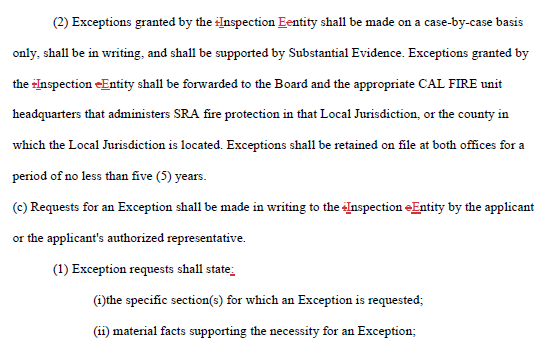 (2) Exceptions granted by the iInspection Eentity shall be made on a case-by-case basis
only, shall be in writing, and shall be supported by Substantial Evidence. Exceptions granted by
the iInspection eEntity shall be forwarded to the Board and the appropriate CAL FIRE unit
headquarters that administers SRA fire protection in that Local Jurisdiction, or the county in
which the Local Jurisdiction is located. Exceptions shall be retained on file at both offices for a
period of no less than five (5) years.
(c) Requests for an Exception shall be made in writing to the iInspection eEntity by the applicant
or the applicant's authorized representative.
(1) Exception requests shall state:
(i)the specific section(s) for which an Exception is requested;
(ii) material facts supporting the necessity for an Exception;